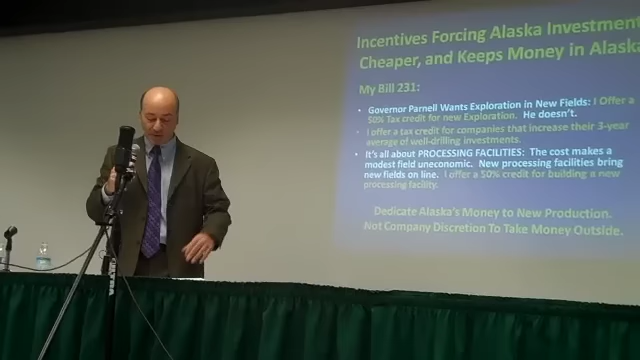 Incentives Forcing Alaska Investment
Cheaper, and Keeps Money in Alaska
My Bill 231:
• Governor Parnell Wants Exploration in New Fields: I Offer a
50% Tax credit for new Exploration. He doesn't.
• I offer a tax credit for companies that increase their 3-year
average of well-drilling investments.
• It's all about PROCESSING FACILITIES: The cost makes a
modest field uneconomic. New processing facilities bring
new fields on line. I offer a 50% credit for building a new
processing facility.
Dedicate Alaska's Money to New Production.
Not Company Discretion To Take Money Outside.